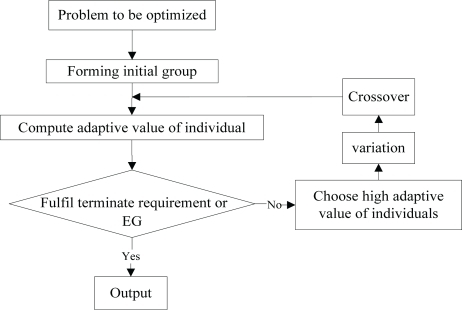 Problem to be optimized
Forming initial group
Crossover
Compute adaptive value of individual
variation
Fulfil terminate requirement or
EG
No
Choose high adaptive
value of individuals
Yes
Output